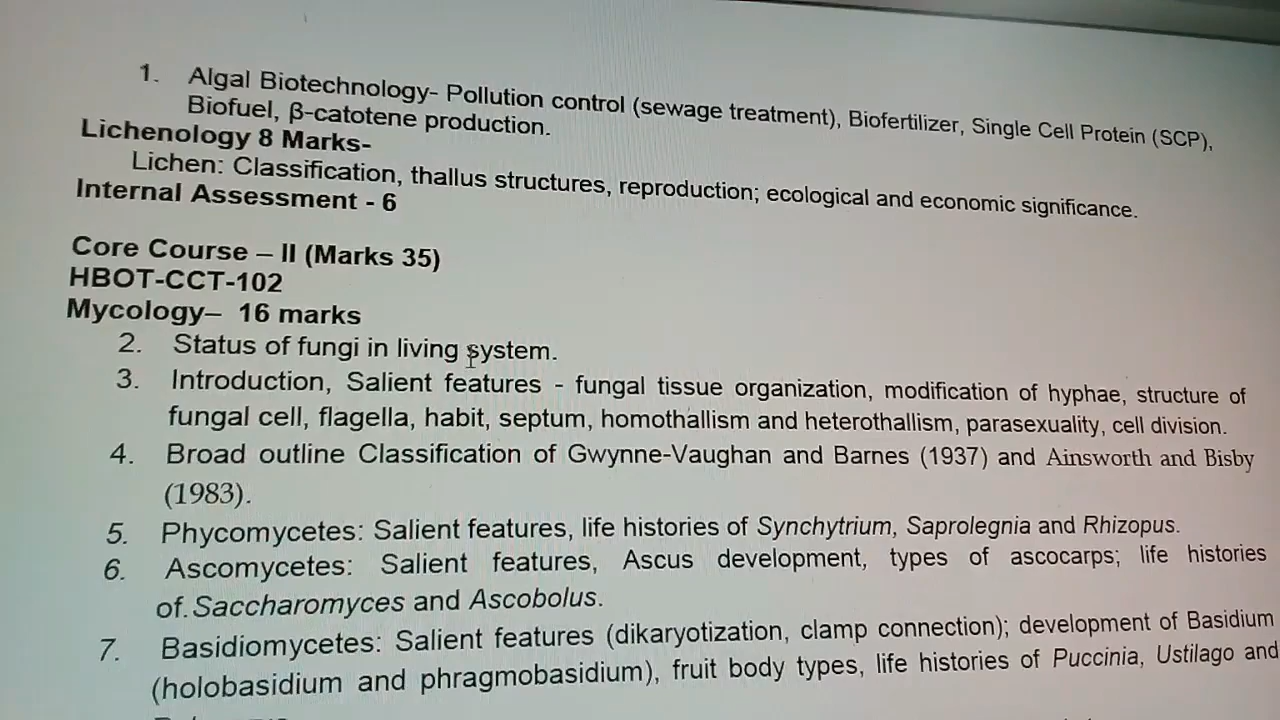 1. Algal Biotechnology- Pollution control (sewage treatment), Biofertilizer, Single Cell Protein (SCP),
Biofuel, β-catotene production.
Lichenology 8 Marks-
Lichen: Classification, thallus structures, reproduction; ecological and economic significance.
Internal Assessment - 6
Core Course – II (Marks 35)
HBOT-CCT-102
Mycology– 16 marks
2. Status of fungi in living system.
3. Introduction, Salient features - fungal tissue organization, modification of hyphae, structure of
fungal cell, flagella, habit, septum, homothallism and heterothallism, parasexuality, cell division.
4. Broad outline Classification of Gwynne-Vaughan and Barnes (1937) and Ainsworth and Bisby
(1983).
5. Phycomycetes: Salient features, life histories of Synchytrium, Saprolegnia and Rhizopus.
6. Ascomycetes: Salient features, Ascus development, types of ascocarps; life histories
of Saccharomyces and Ascobolus.
7. Basidiomycetes: Salient features (dikaryotization, clamp connection); development of Basidium
(holobasidium and phragmobasidium), fruit body types, life histories of Puccinia, Ustilago and